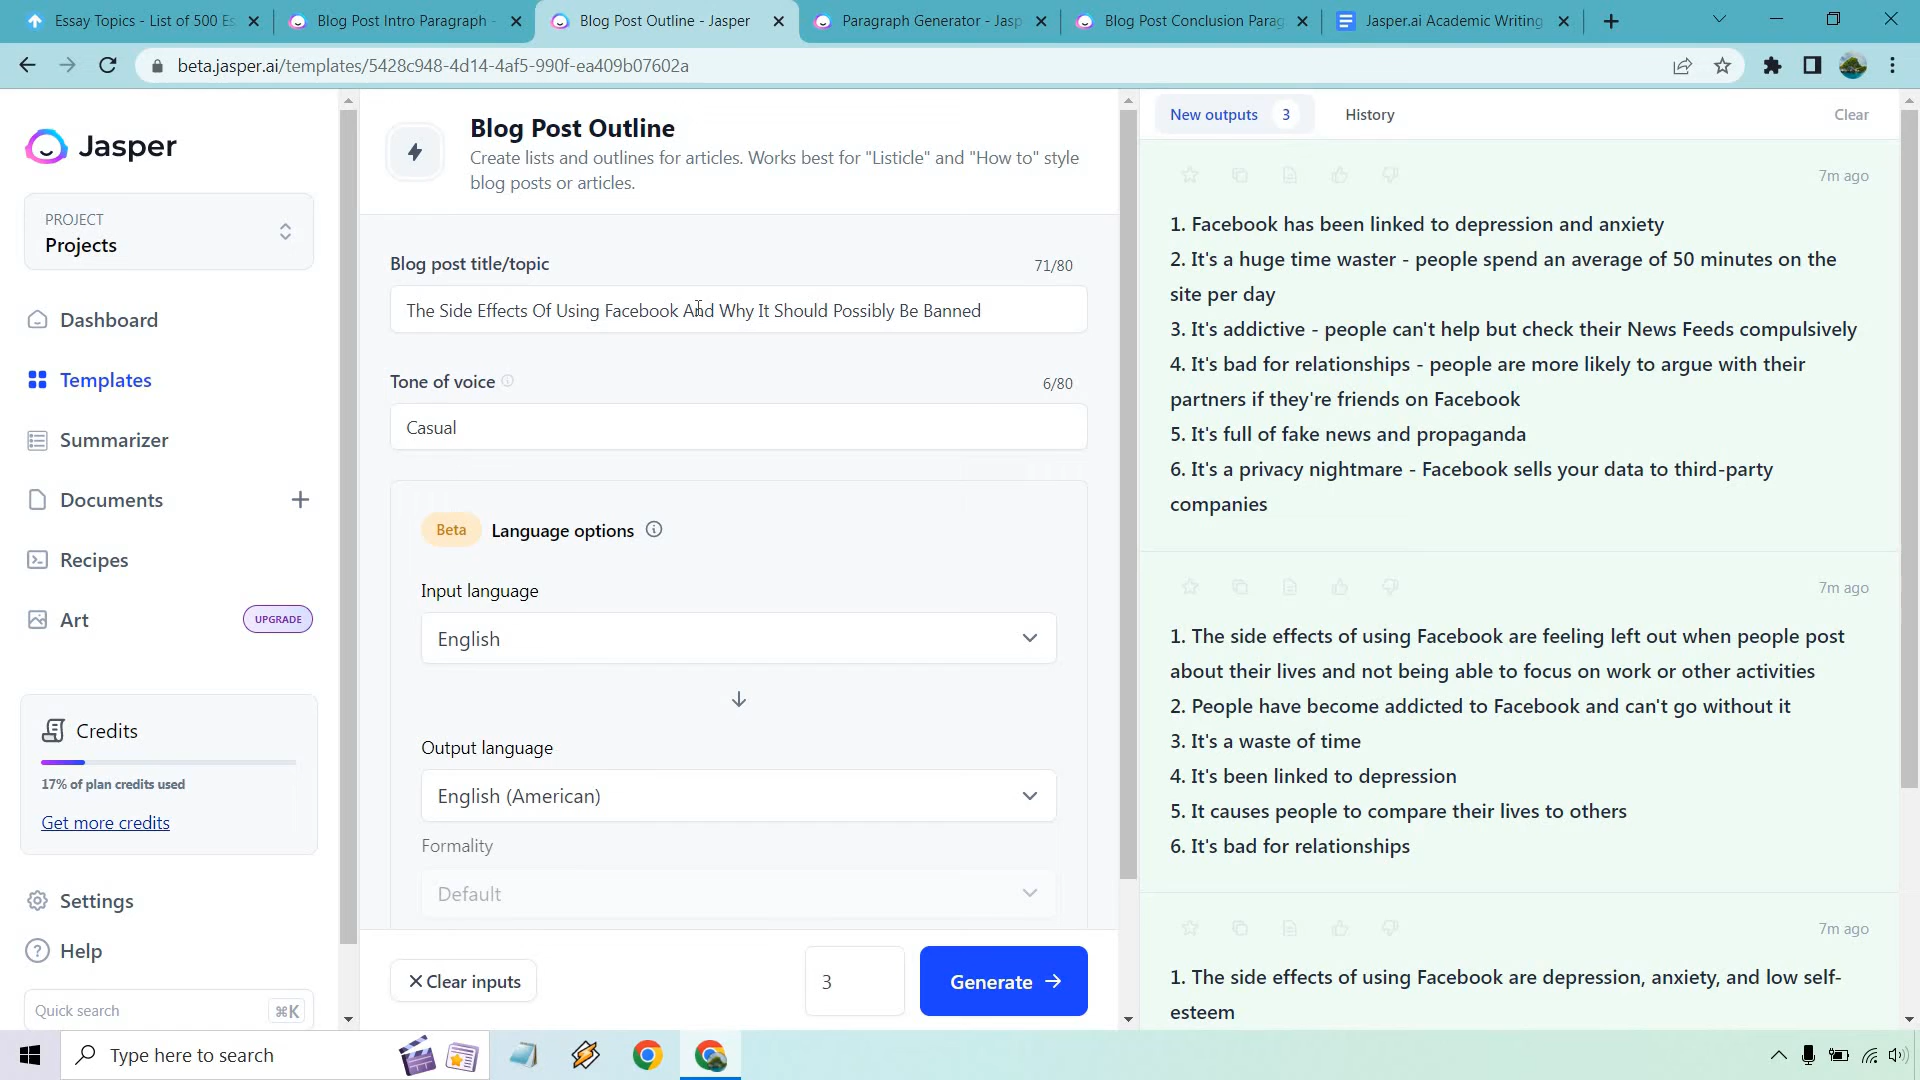 Essay Topics - List of 500 Es
Blog Post Intro Paragraph -
Blog Post Outline - Jasper
Paragraph Generator - Jasp
Blog Post Conclusion Parag
Jasper.ai Academic Writing
beta.jasper.ai/templates/5428c948-4d14-4af5-990f-ea409b07602a
Jasper
PROJECT
Projects
Dashboard
Templates
Summarizer
Documents
Recipes
Art
UPGRADE
Credits
17% of plan credits used
Get more credits
Settings
Help
Quick search
⌘K
Blog Post Outline
Create lists and outlines for articles. Works best for "Listicle" and "How to" style
blog posts or articles.
Blog post title/topic
71/80
The Side Effects Of Using Facebook And Why It Should Possibly Be Banned
Tone of voice
6/80
Casual
Beta
Language options
Input language
English
Output language
English (American)
Formality
Default
Clear inputs
3
Generate
New outputs
3
History
Clear
7m ago
1. Facebook has been linked to depression and anxiety
2. It's a huge time waster - people spend an average of 50 minutes on the
site per day
3. It's addictive - people can't help but check their News Feeds compulsively
4. It's bad for relationships - people are more likely to argue with their
partners if they're friends on Facebook
5. It's full of fake news and propaganda
6. It's a privacy nightmare - Facebook sells your data to third-party
companies
7m ago
1. The side effects of using Facebook are feeling left out when people post
about their lives and not being able to focus on work or other activities
2. People have become addicted to Facebook and can't go without it
3. It's a waste of time
4. It's been linked to depression
5. It causes people to compare their lives to others
6. It's bad for relationships
7m ago
1. The side effects of using Facebook are depression, anxiety, and low self-
esteem
Type here to search